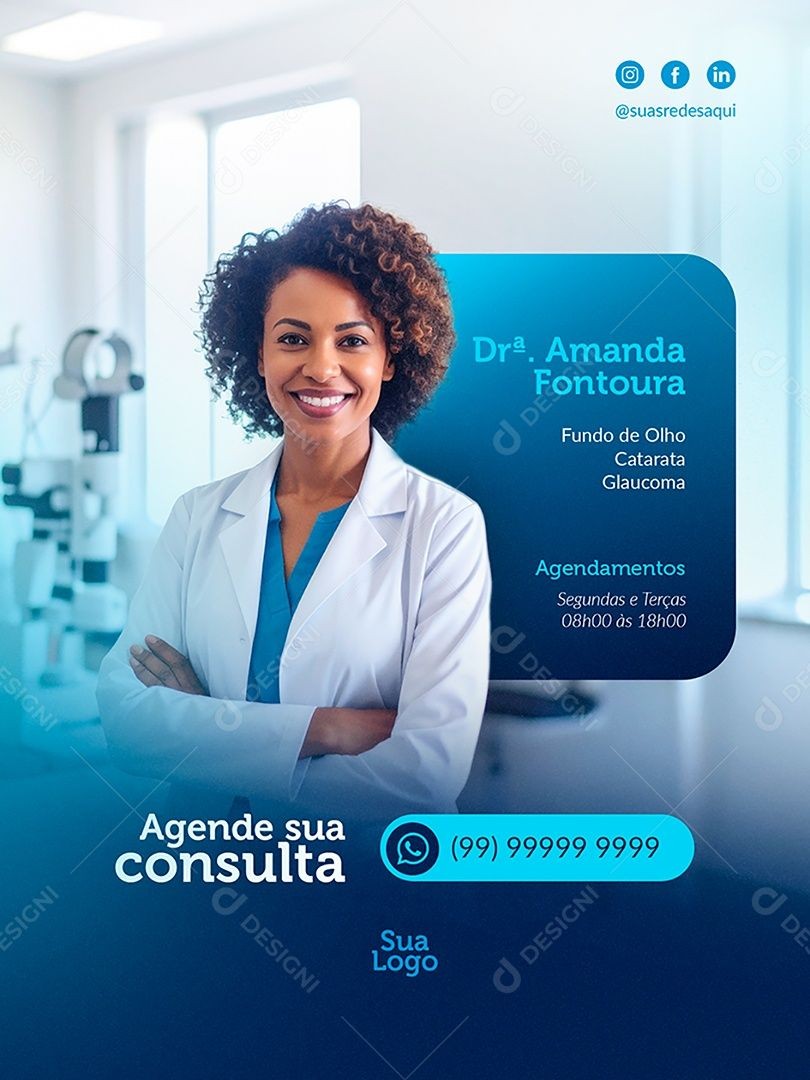 @suasredesaqui
Drª. Amanda
Fontoura
Fundo de Olho
Catarata
Glaucoma
Agendamentos
Segundas e Terças
08h00 às 18h00
Agende sua
consulta
(99) 99999 9999
Sua
Logo
DESIGNI